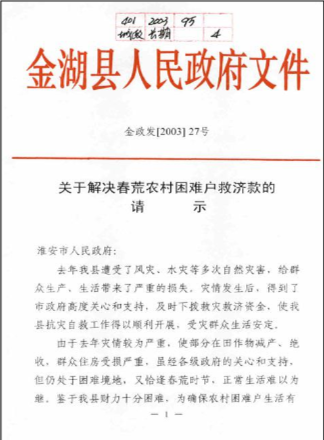 401 2003 95
城设 长期 4
金湖县人民政府文件
金政发[2003] 27号
关于解决春荒农村困难户救济款的
请 示
淮安市人民政府:
去年我县遭受了风灾、水灾等多次自然灾害,给群
众生产、生活带来了严重的损失。灾情发生后,得到了
市政府高度关心和支持,及时下拨救灾救济资金,使我
县抗灾自救工作得以顺利开展,受灾群众生活安定。
由于去年灾情较为严重,使部分在田作物减产、绝
收,群众住房受损严重,虽经各级政府的关心和支持,
但仍处于困难境地,又恰逢春荒时节,正常生活难以为
继。鉴于我县财力十分困难,为确保农村困难户生活有
— 1 —